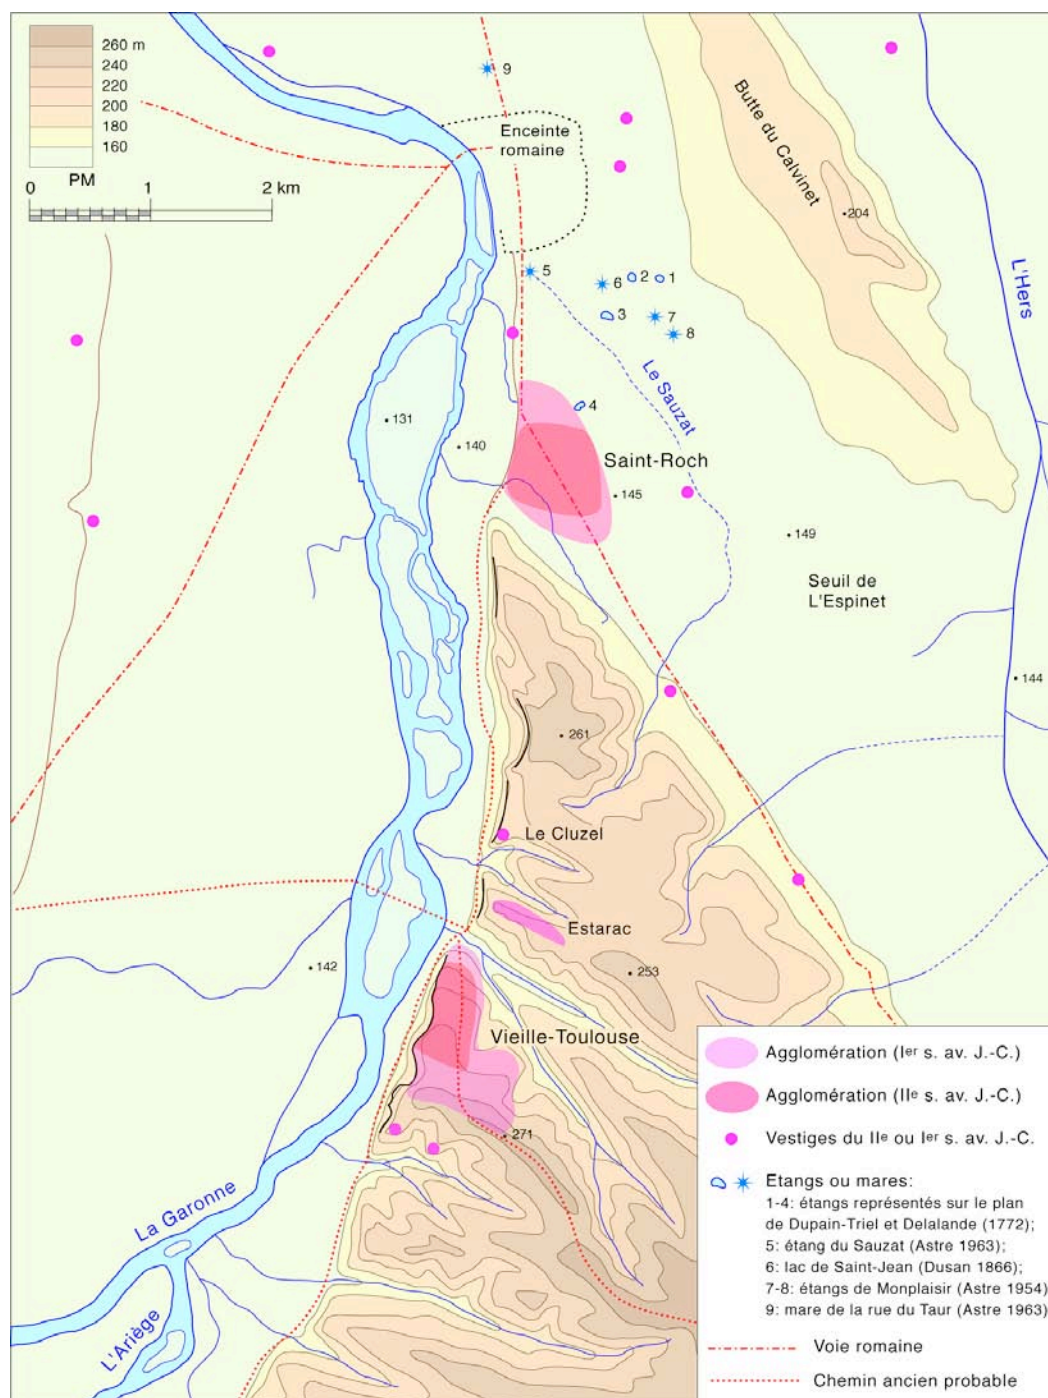 260 m
240
220
200
180
160
PM
0 1 2 km
9
Enceinte
romaine
Butte du Calvinet
204
L'Hers
5
6
2
1
3
7
8
Le Sauzat
4
131
140
Saint-Roch
145
149
Seuil de
L'Espinet
144
261
Le Cluzel
Estarac
142
253
Vieille-Toulouse
271
La Garonne
L'Ariège
Agglomération (Ier s. av. J.-C.)
Agglomération (IIe s. av. J.-C.)
Vestiges du IIe ou Ier s. av. J.-C.
Etangs ou mares:
1-4: étangs représentés sur le plan
de Dupain-Triel et Delalande (1772);
5: étang du Sauzat (Astre 1963);
6: lac de Saint-Jean (Dusan 1866);
7-8: étangs de Monplaisir (Astre 1954)
9: mare de la rue du Taur (Astre 1963)
Voie romaine
Chemin ancien probable